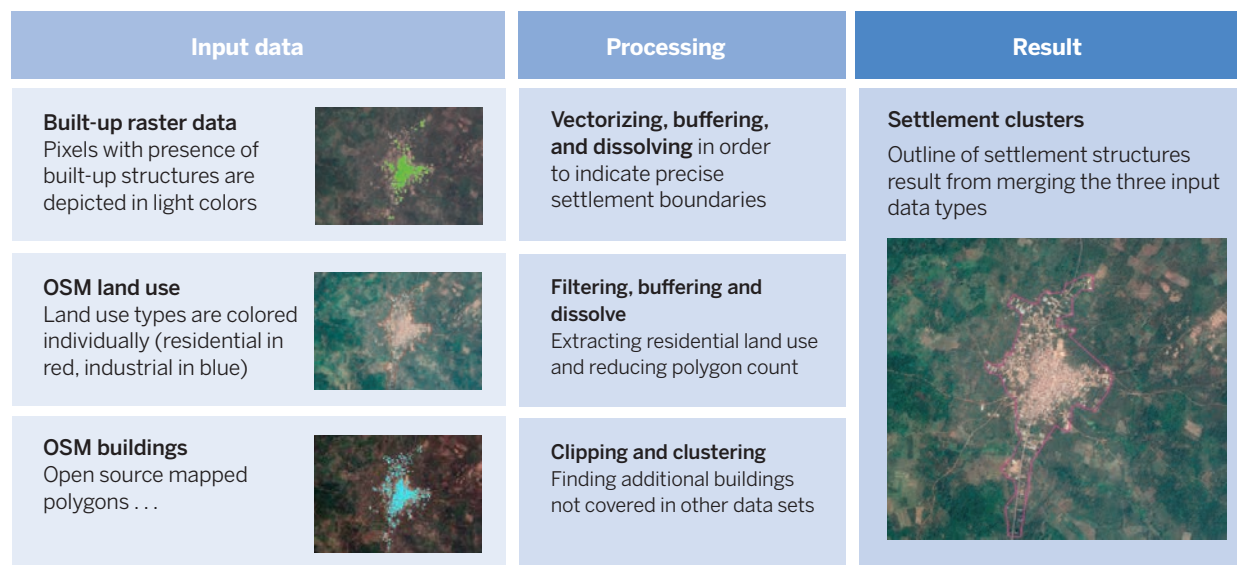 Input data
Processing
Result
Built-up raster data
Pixels with presence of
built-up structures are
depicted in light colors
Vectorizing, buffering,
and dissolving in order
to indicate precise
settlement boundaries
Settlement clusters
Outline of settlement structures
result from merging the three input
data types
OSM land use
Land use types are colored
individually (residential in
red, industrial in blue)
Filtering, buffering and
dissolve
Extracting residential land use
and reducing polygon count
OSM buildings
Open source mapped
polygons . . .
Clipping and clustering
Finding additional buildings
not covered in other data sets